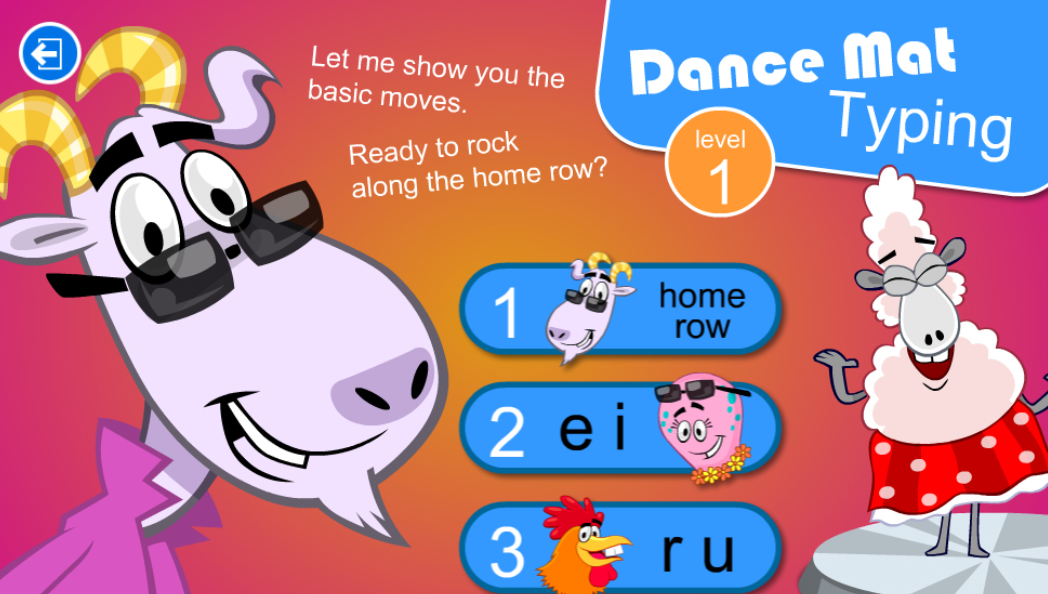 Let me show you the
basic moves.
Ready to rock
along the home row?
Dance Mat
Typing
level
1
1 home
row
2 e i
3 r u